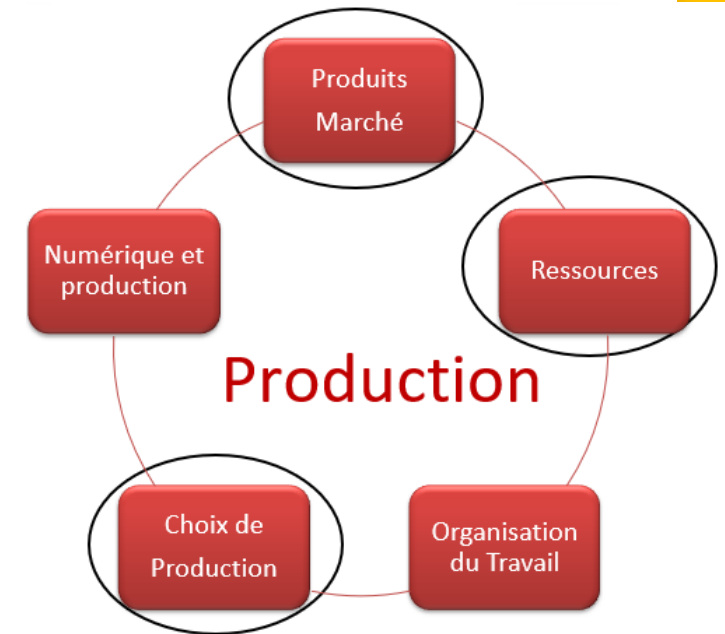 Produits
Marché
Numérique et
production
Ressources
Production
Choix de
Production
Organisation
du Travail